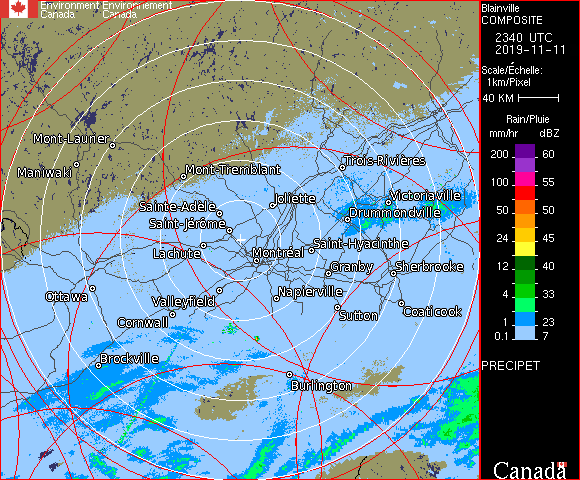 Environment Environnement
Canada Canada
Blainville
COMPOSITE
2340 UTC
2019-11-11
Scale/Échelle:
1km/Pixel
40 KM
Rain/Pluie
mm/hr dBZ
200 60
100 55
50 50
24 45
12 40
4 33
1 23
0.1 7
PRECIPET
Canada
Mont-Laurier
Maniwaki
Mont-Tremblant
Trois-Rivières
Sainte-Adèle
Joliette
Victoriaville
Saint-Jérôme
Drummondville
Lachute
Montréal
Saint-Hyacinthe
Granby
Sherbrooke
Ottawa
Valleyfield
Napierville
Cornwall
Sutton
Coaticook
Brockville
Burlington